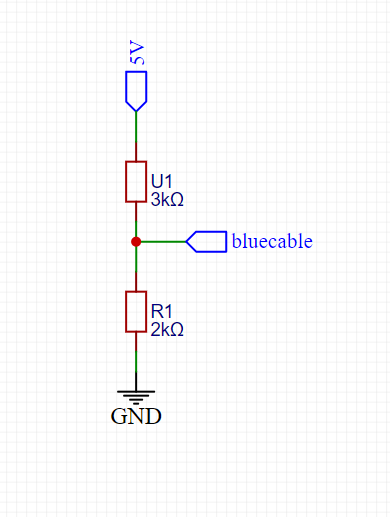 5V
U1
3kΩ
bluecable
R1
2kΩ
GND